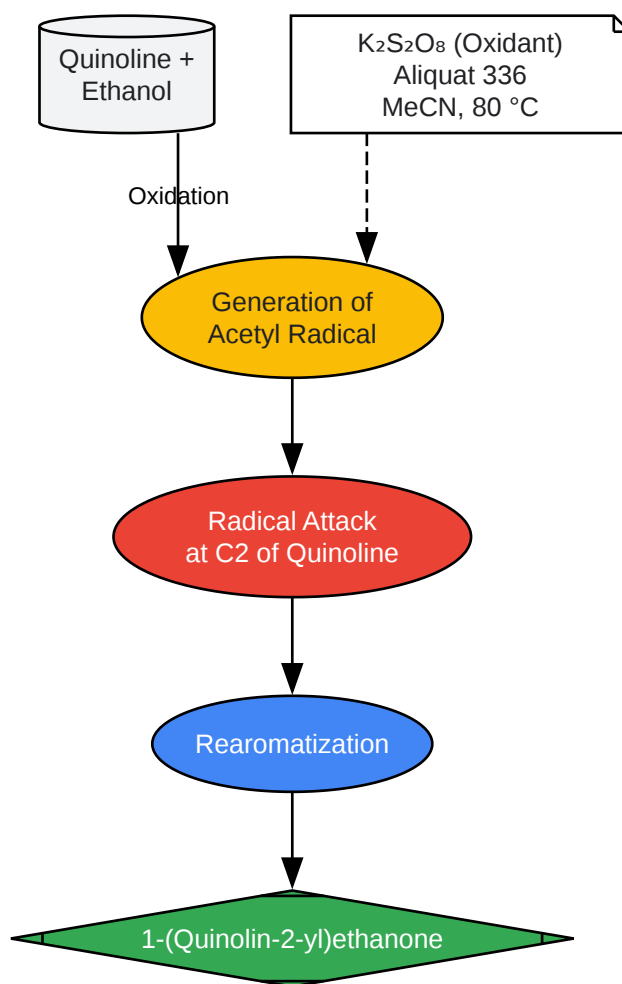 Quinoline +
Ethanol
K₂S₂O₈ (Oxidant)
Aliquat 336
MeCN, 80 °C
Oxidation
Generation of
Acetyl Radical
Radical Attack
at C2 of Quinoline
Rearomatization
1-(Quinolin-2-yl)ethanone